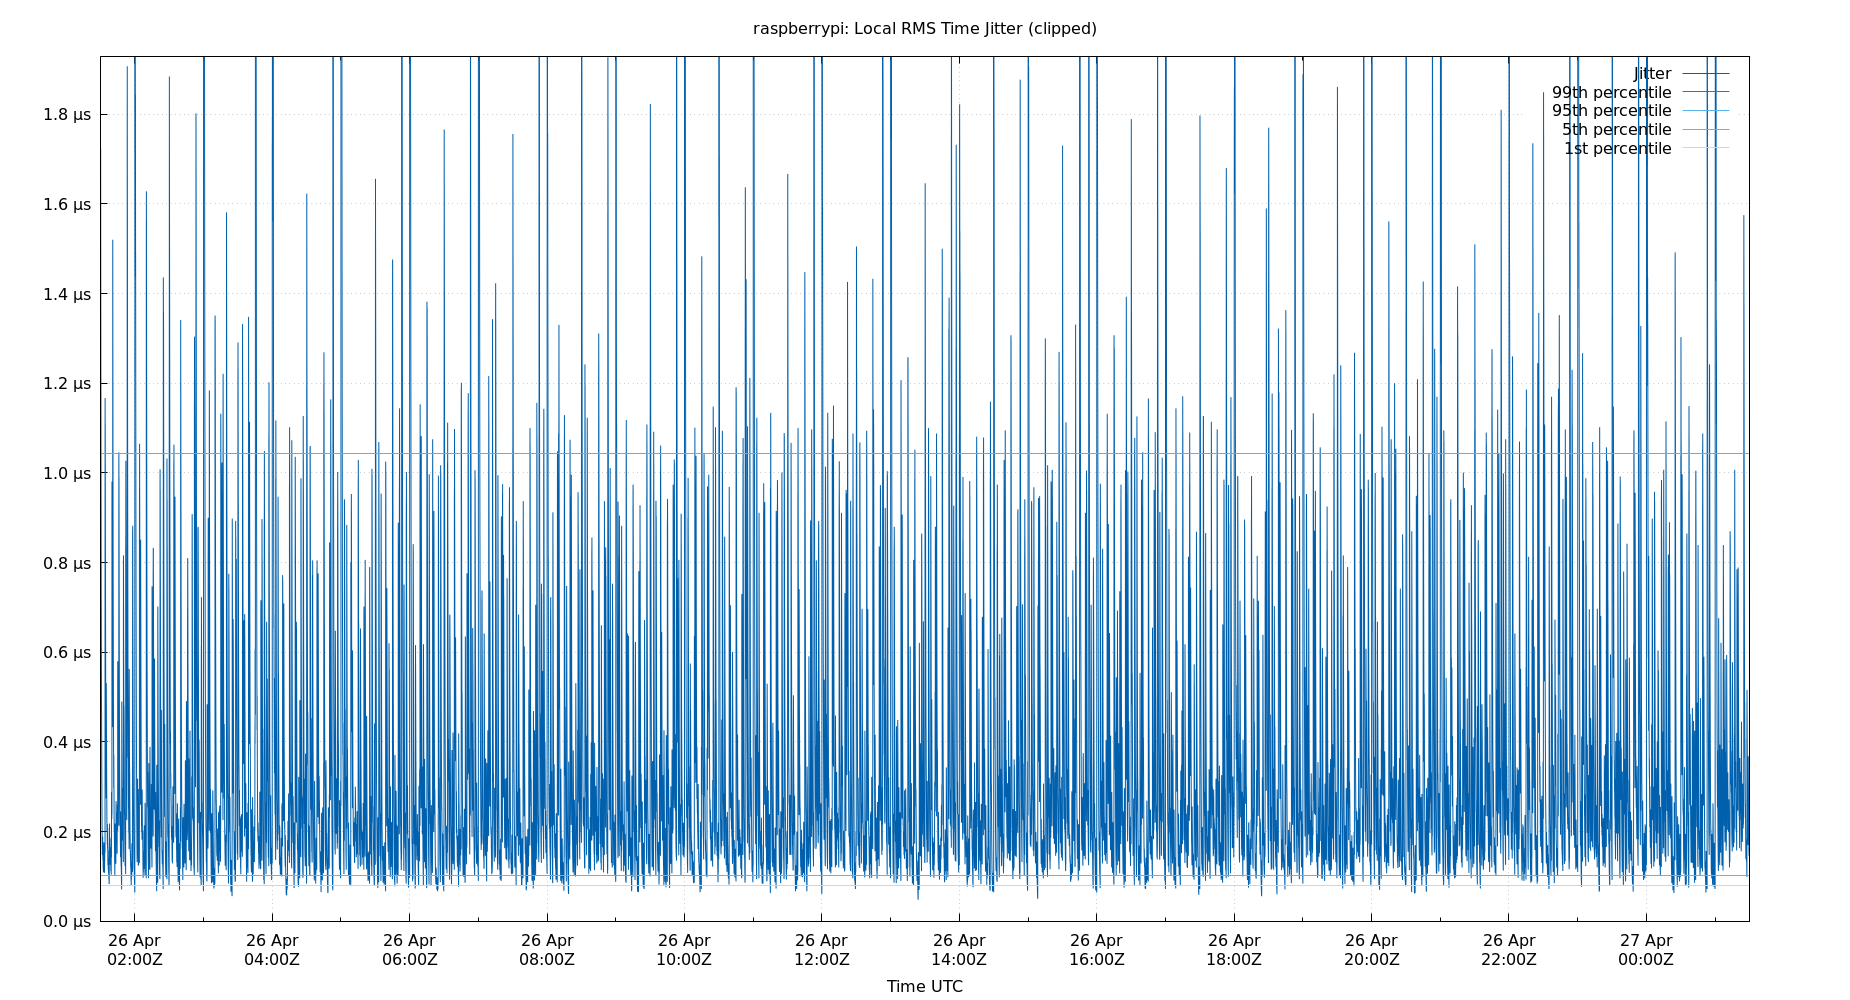 raspberrypi: Local RMS Time Jitter (clipped)
Jitter
99th percentile
95th percentile
5th percentile
1st percentile
1.8 µs
1.6 µs
1.4 µs
1.2 µs
1.0 µs
0.8 µs
0.6 µs
0.4 µs
0.2 µs
0.0 µs
26 Apr 26 Apr 26 Apr 26 Apr 26 Apr 26 Apr 26 Apr 26 Apr 26 Apr 26 Apr 26 Apr 27 Apr
02:00Z 04:00Z 06:00Z 08:00Z 10:00Z 12:00Z 14:00Z 16:00Z 18:00Z 20:00Z 22:00Z 00:00Z
Time UTC